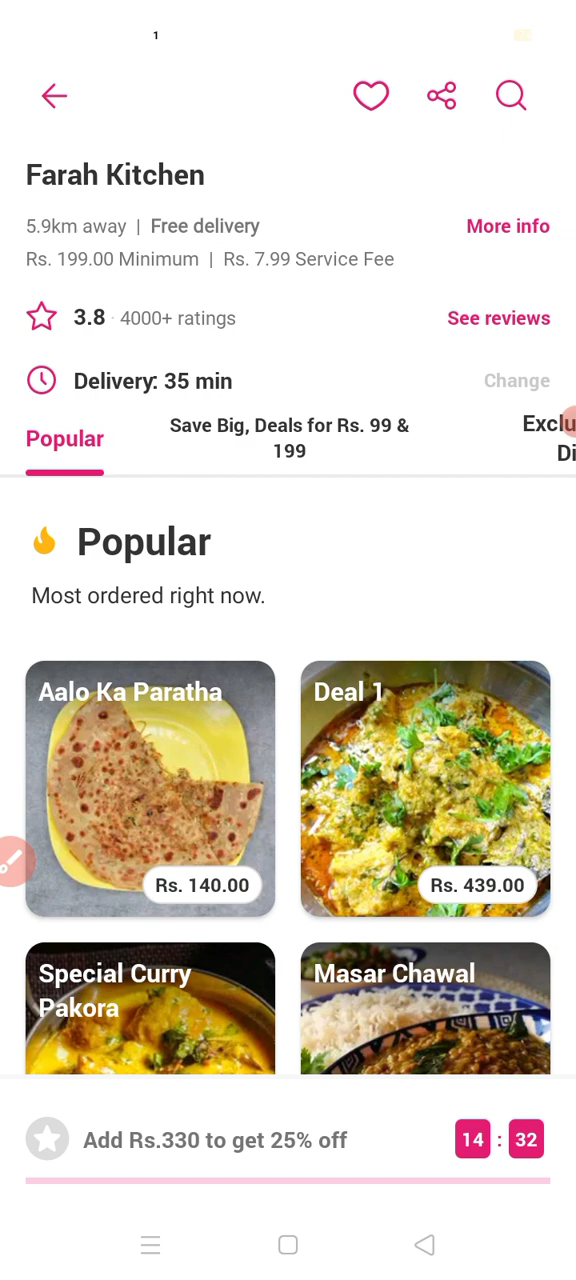 1
Farah Kitchen
5.9km away | Free delivery
More info
Rs. 199.00 Minimum | Rs. 7.99 Service Fee
3.8 · 4000+ ratings
See reviews
Delivery: 35 min
Change
Popular
Save Big, Deals for Rs. 99 &
199
Exclu
Di
Popular
Most ordered right now.
Aalo Ka Paratha
Rs. 140.00
Deal 1
Rs. 439.00
Special Curry
Pakora
Masar Chawal
Add Rs.330 to get 25% off
14 : 32